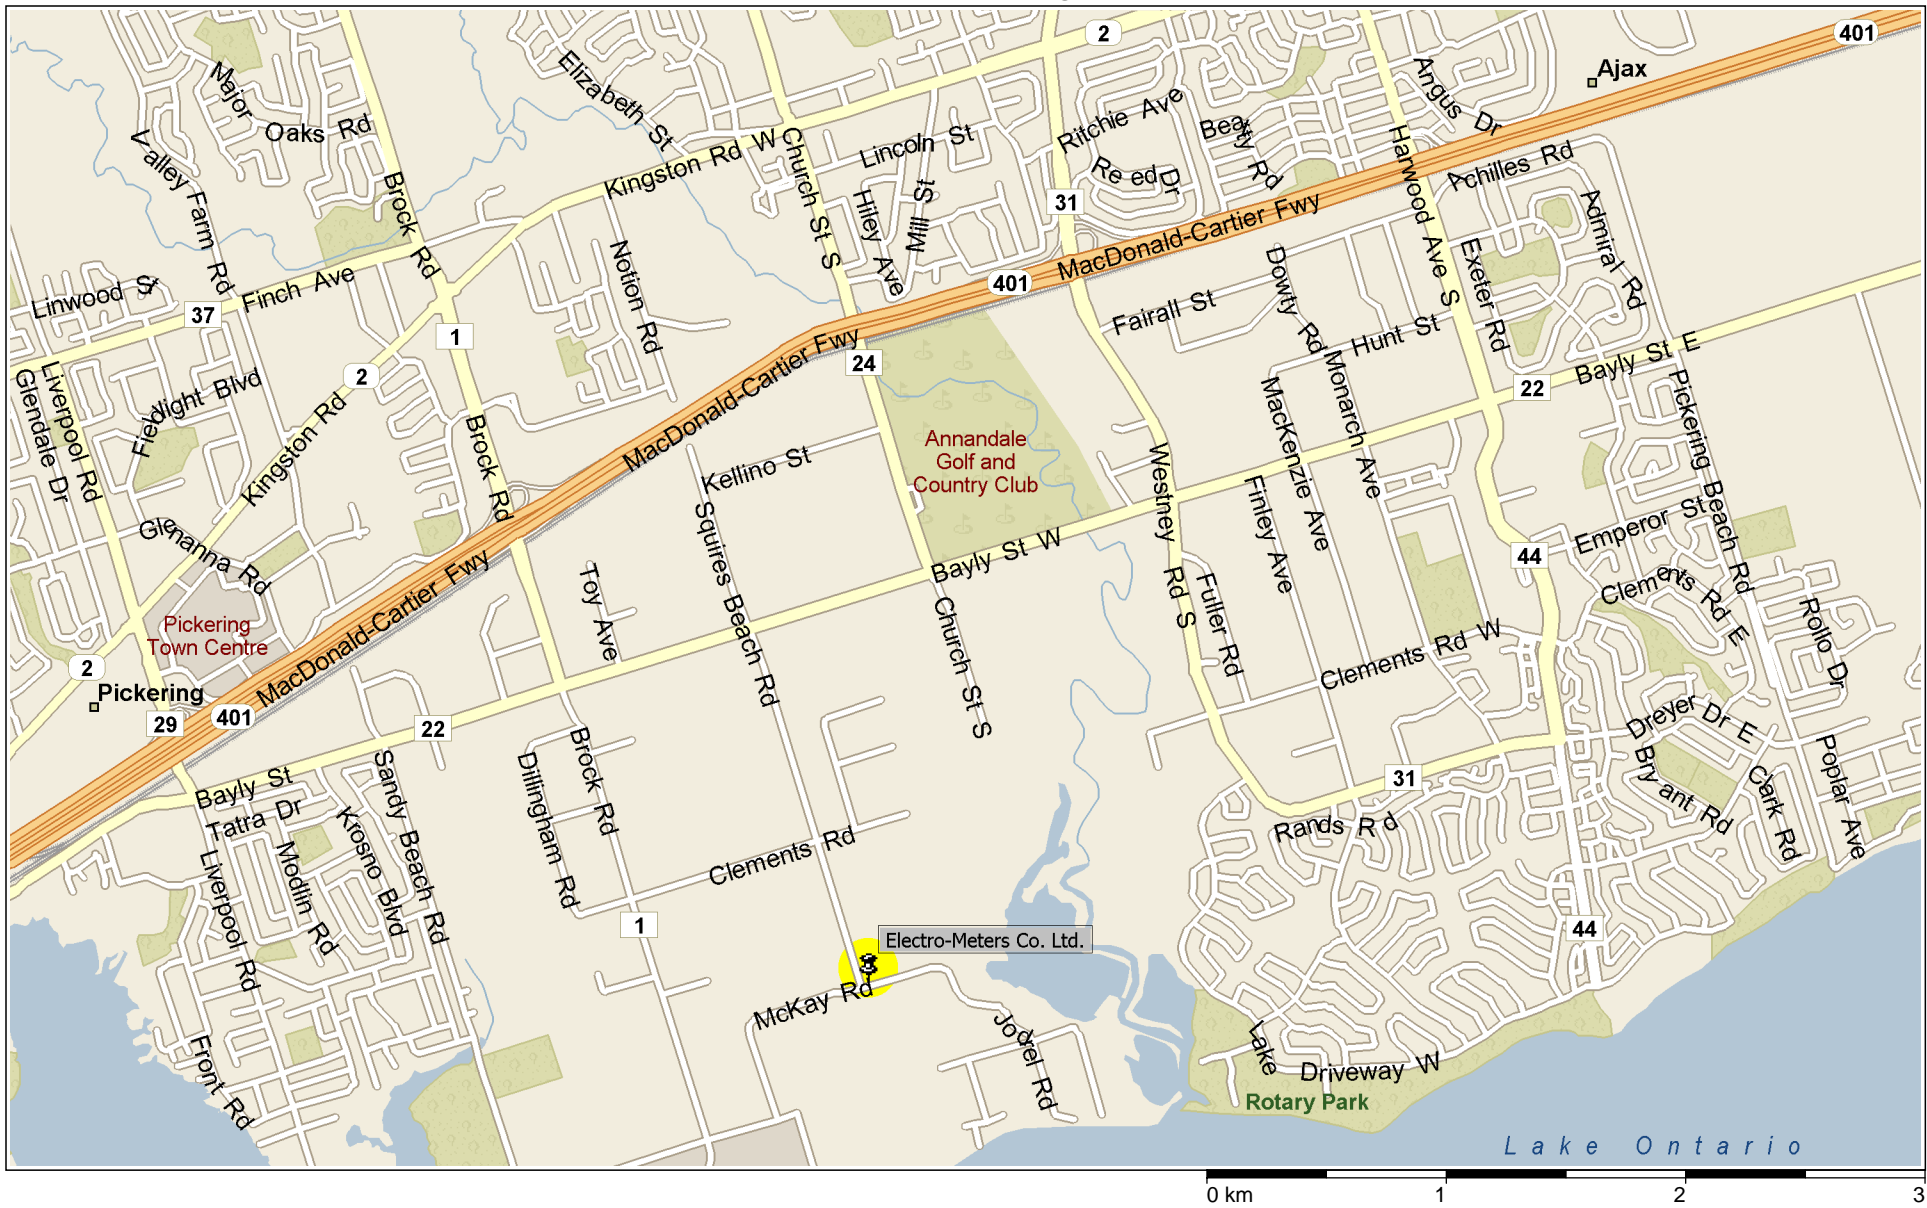 2
401
Ajax
Angus Dr
Elizabeth St
Major
Oaks Rd
Valley Farm Rd
Brock Rd
Kingston Rd W
Church St S
Lincoln St
Ritchie Ave
Beatty Rd
Reed Dr
Harwood Ave S
Achilles Rd
Admiral Rd
Hiley Ave
Mill St
31
MacDonald-Cartier Fwy
401
Notion Rd
Linwood St
37
Finch Ave
1
24
MacDonald-Cartier Fwy
Fairall St
Dowty Rd
Hunt St
Exeter Rd
Bayly St E
22
Glendale Dr
Liverpool Rd
Fieldlight Blvd
2
Kingston Rd
Brock Rd
Kellino St
Annandale
Golf and
Country Club
Westney Rd S
MacKenzie Ave
Monarch Ave
Finley Ave
Pickering Beach Rd
Emperor St
44
Glenanna Rd
Squires Beach Rd
Bayly St W
Toy Ave
Church St S
Fuller Rd
Clements Rd W
Clements Rd E
Rollo Dr
Pickering
Town Centre
MacDonald-Cartier Fwy
2
Pickering
29
401
22
Dreyer Dr E
Bryant Rd
Clark Rd
Poplar Ave
Bayly St
Tatra Dr
Krosno Blvd
Sandy Beach Rd
Dillingham Rd
Brock Rd
31
Rands Rd
Liverpool Rd
Modlin Rd
Clements Rd
1
Electro-Meters Co. Ltd.
44
McKay Rd
Jodrel Rd
Front Rd
Lake Driveway W
Rotary Park
Lake Ontario
0 km 1 2 3